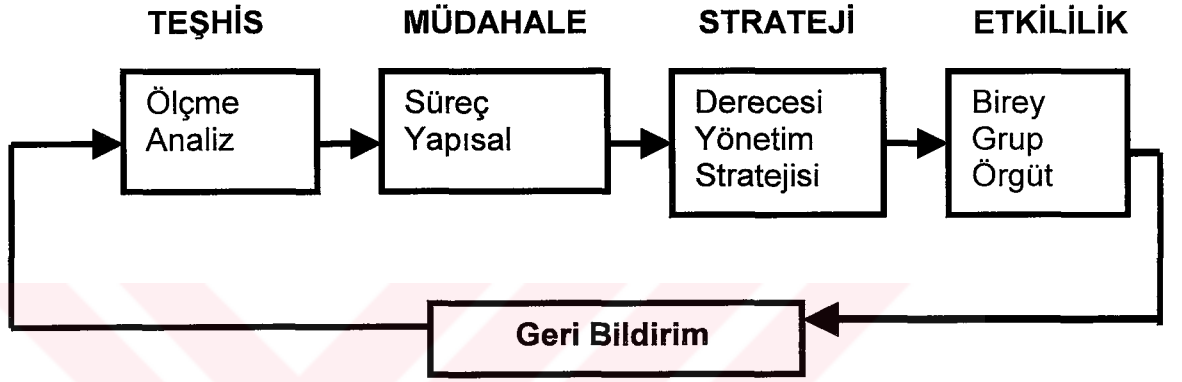 TEŞHİS MÜDAHALE STRATEJİ ETKİLİLİK
Ölçme
Analiz
Süreç
Yapısal
Derecesi
Yönetim
Stratejisi
Birey
Grup
Örgüt
Geri Bildirim